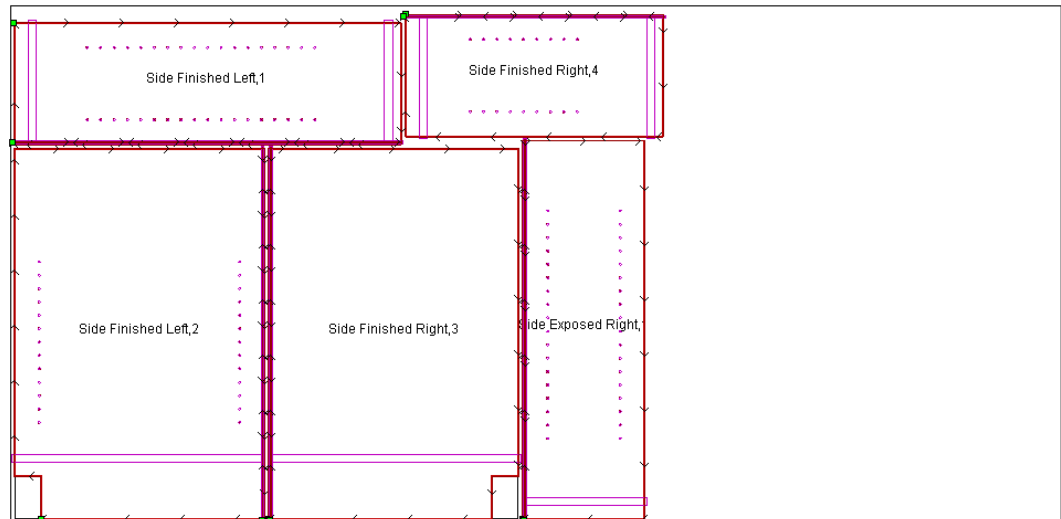 Side Finished Left,1
Side Finished Right,4
Side Finished Left,2
Side Finished Right,3
Side Exposed Right,